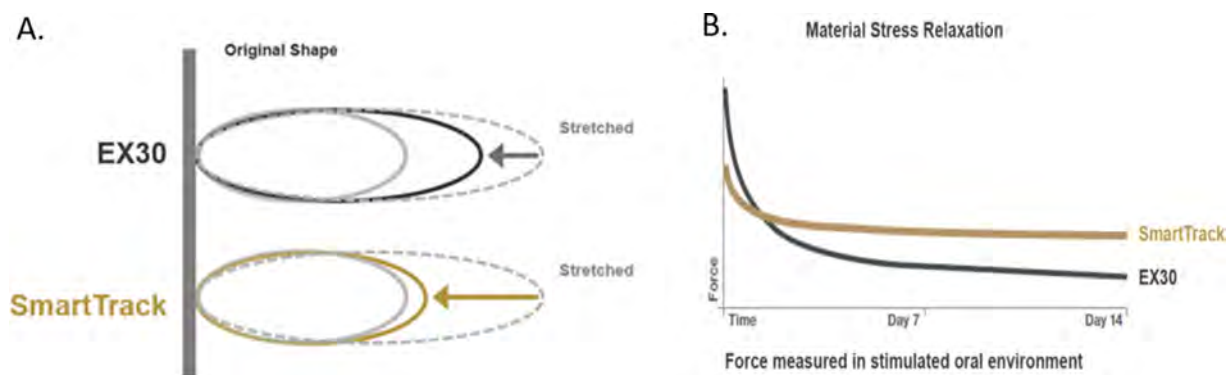 A.
Original Shape
EX30
Stretched
SmartTrack
Stretched
B.
Material Stress Relaxation
Force
SmartTrack
EX30
Time
Day 7
Day 14
Force measured in stimulated oral environment